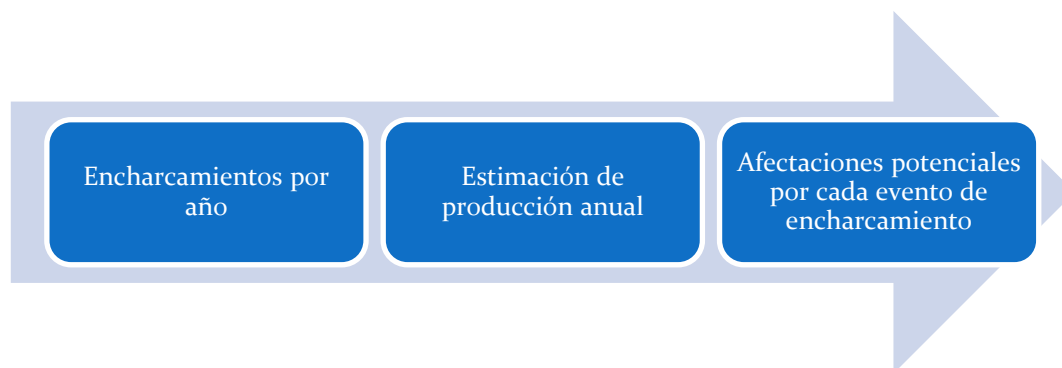 Encharcamientos por
año
Estimación de
producción anual
Afectaciones potenciales
por cada evento de
encharcamiento